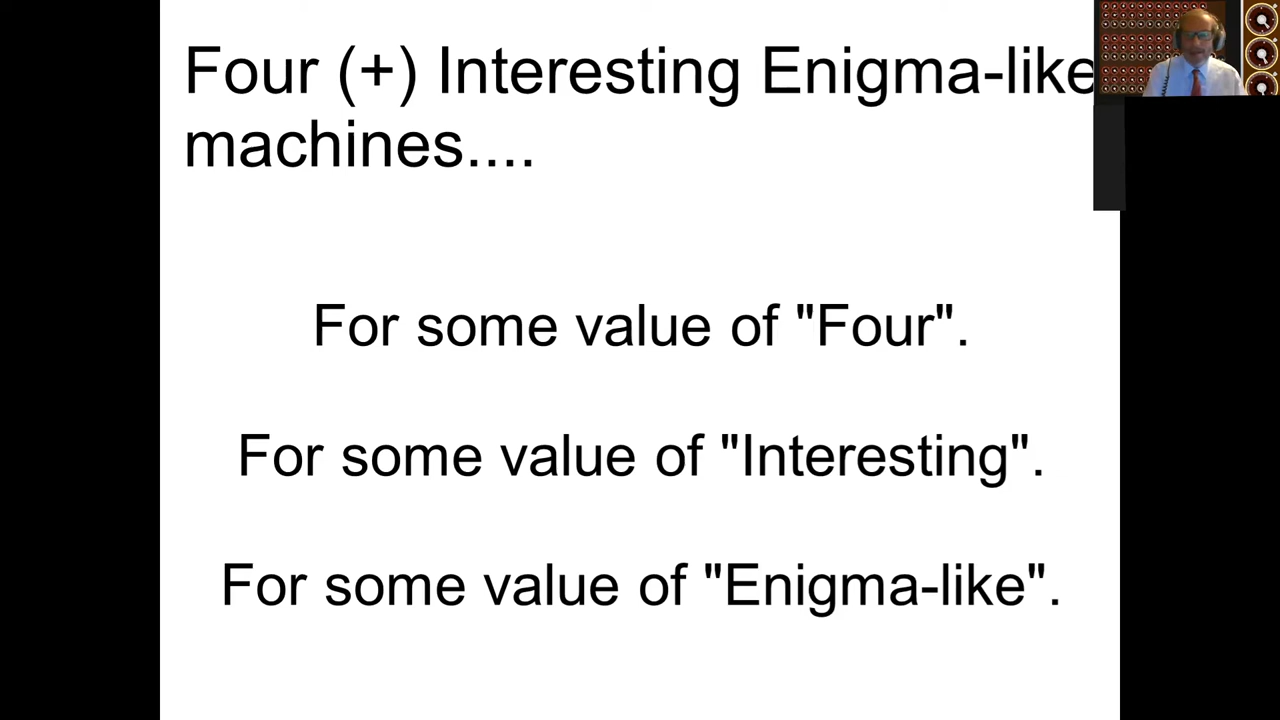 Four (+) Interesting Enigma-like
machines....
For some value of "Four".
For some value of "Interesting".
For some value of "Enigma-like".